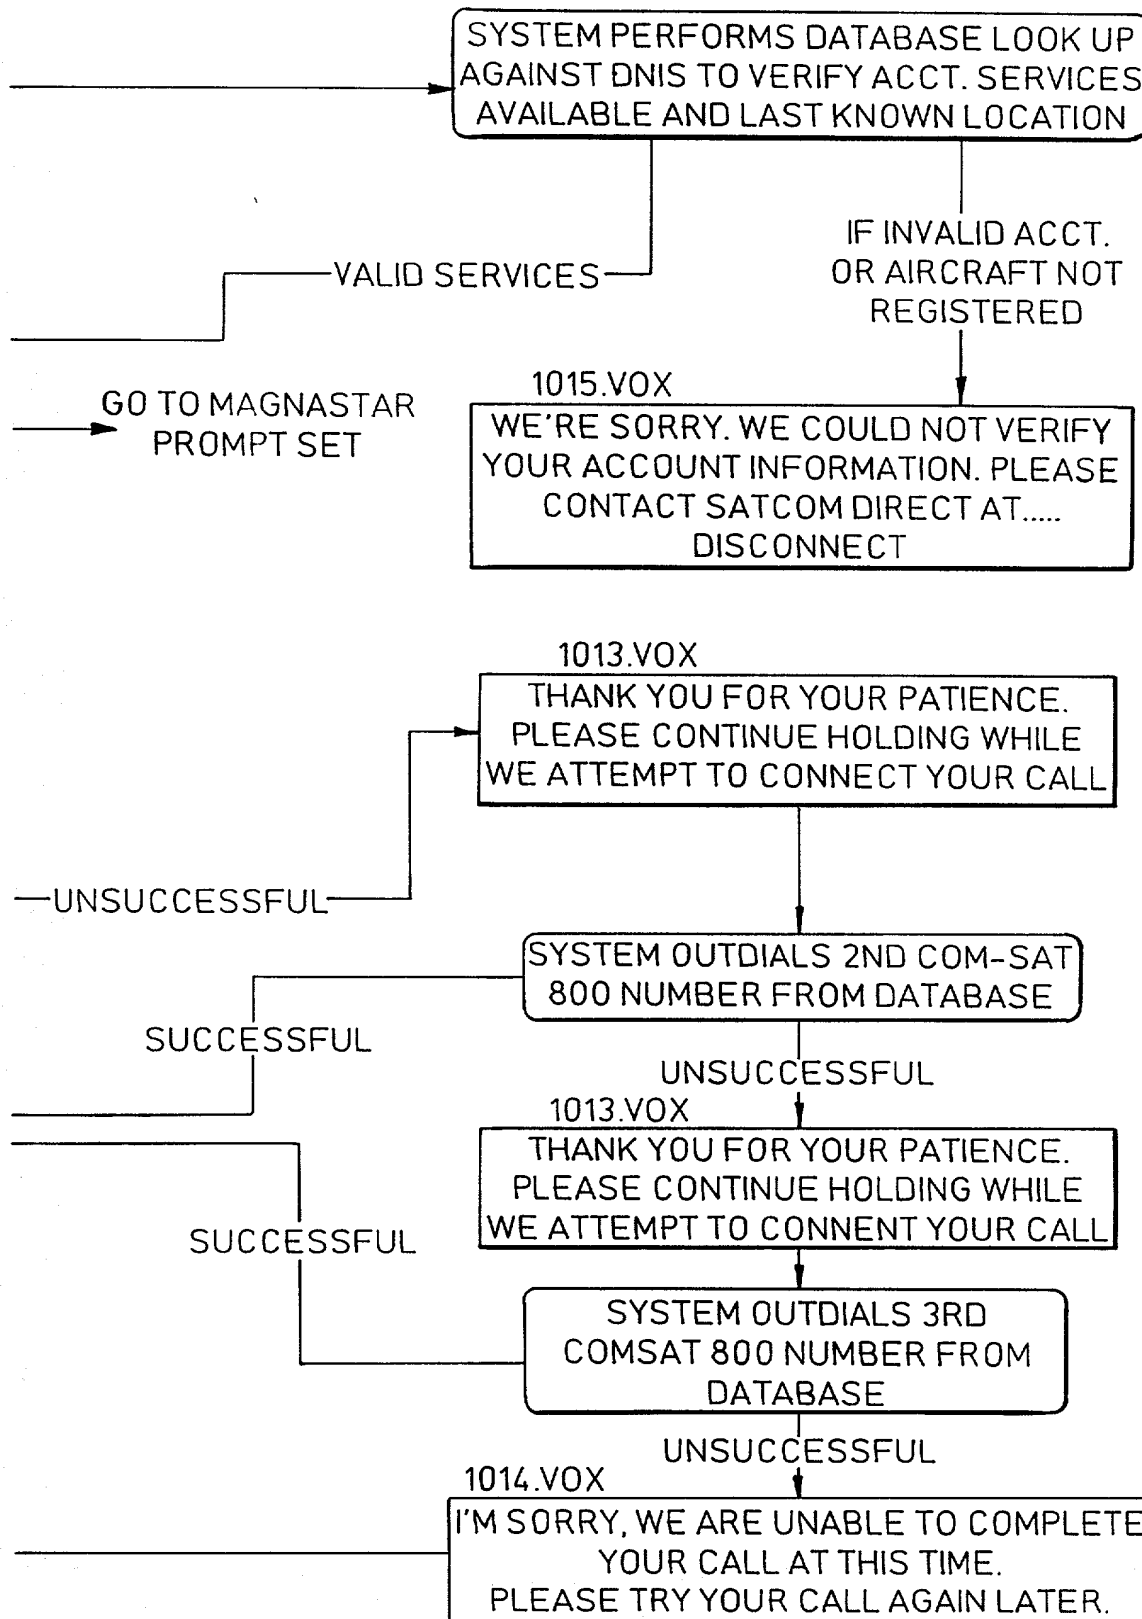 SYSTEM PERFORMS DATABASE LOOK UP
AGAINST DNIS TO VERIFY ACCT. SERVICES
AVAILABLE AND LAST KNOWN LOCATION
IF INVALID ACCT.
OR AIRCRAFT NOT
REGISTERED
VALID SERVICES
GO TO MAGNASTAR
PROMPT SET
1015.VOX
WE'RE SORRY. WE COULD NOT VERIFY
YOUR ACCOUNT INFORMATION. PLEASE
CONTACT SATCOM DIRECT AT.....
DISCONNECT
1013.VOX
THANK YOU FOR YOUR PATIENCE.
PLEASE CONTINUE HOLDING WHILE
WE ATTEMPT TO CONNECT YOUR CALL
UNSUCCESSFUL
SYSTEM OUTDIALS 2ND COM-SAT
800 NUMBER FROM DATABASE
SUCCESSFUL
UNSUCCESSFUL
1013.VOX
THANK YOU FOR YOUR PATIENCE.
PLEASE CONTINUE HOLDING WHILE
WE ATTEMPT TO CONNENT YOUR CALL
SUCCESSFUL
SYSTEM OUTDIALS 3RD
COMSAT 800 NUMBER FROM
DATABASE
UNSUCCESSFUL
1014.VOX
I'M SORRY, WE ARE UNABLE TO COMPLETE
YOUR CALL AT THIS TIME.
PLEASE TRY YOUR CALL AGAIN LATER.